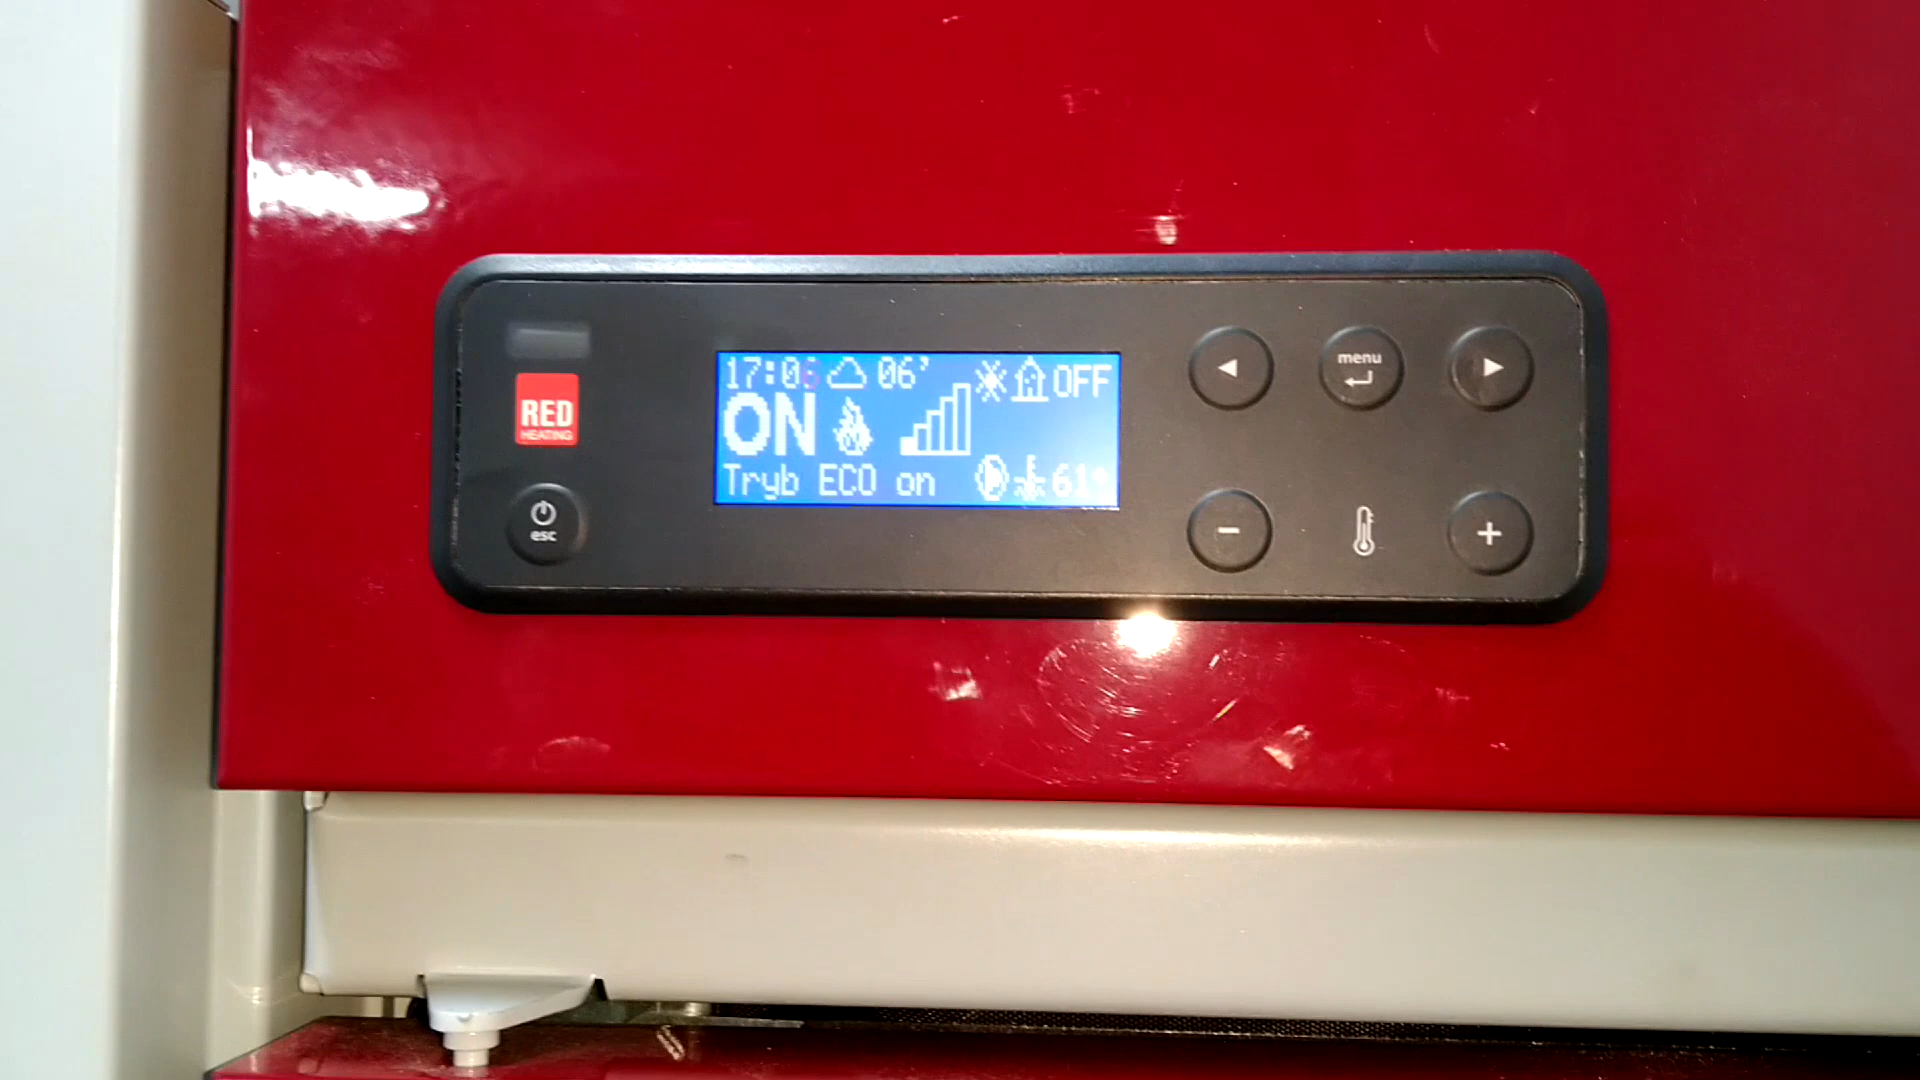 17:06 06' OFF
ON
Tryb ECO on 61°
RED
HEATING
esc
menu